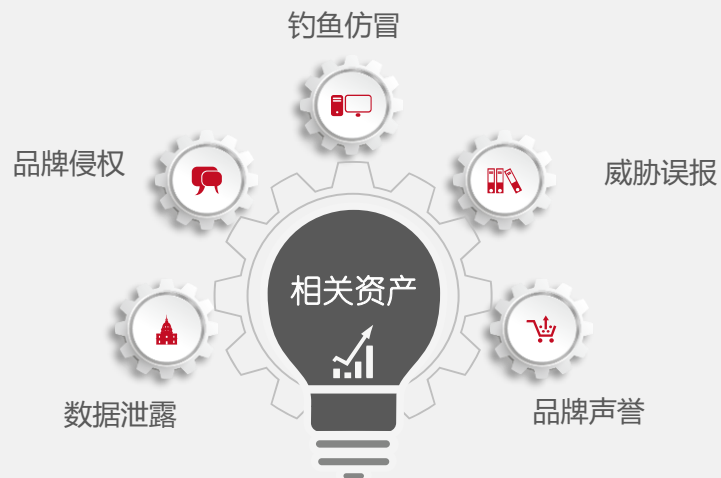 钓鱼仿冒
品牌侵权
威胁误报
相关资产
数据泄露
品牌声誉